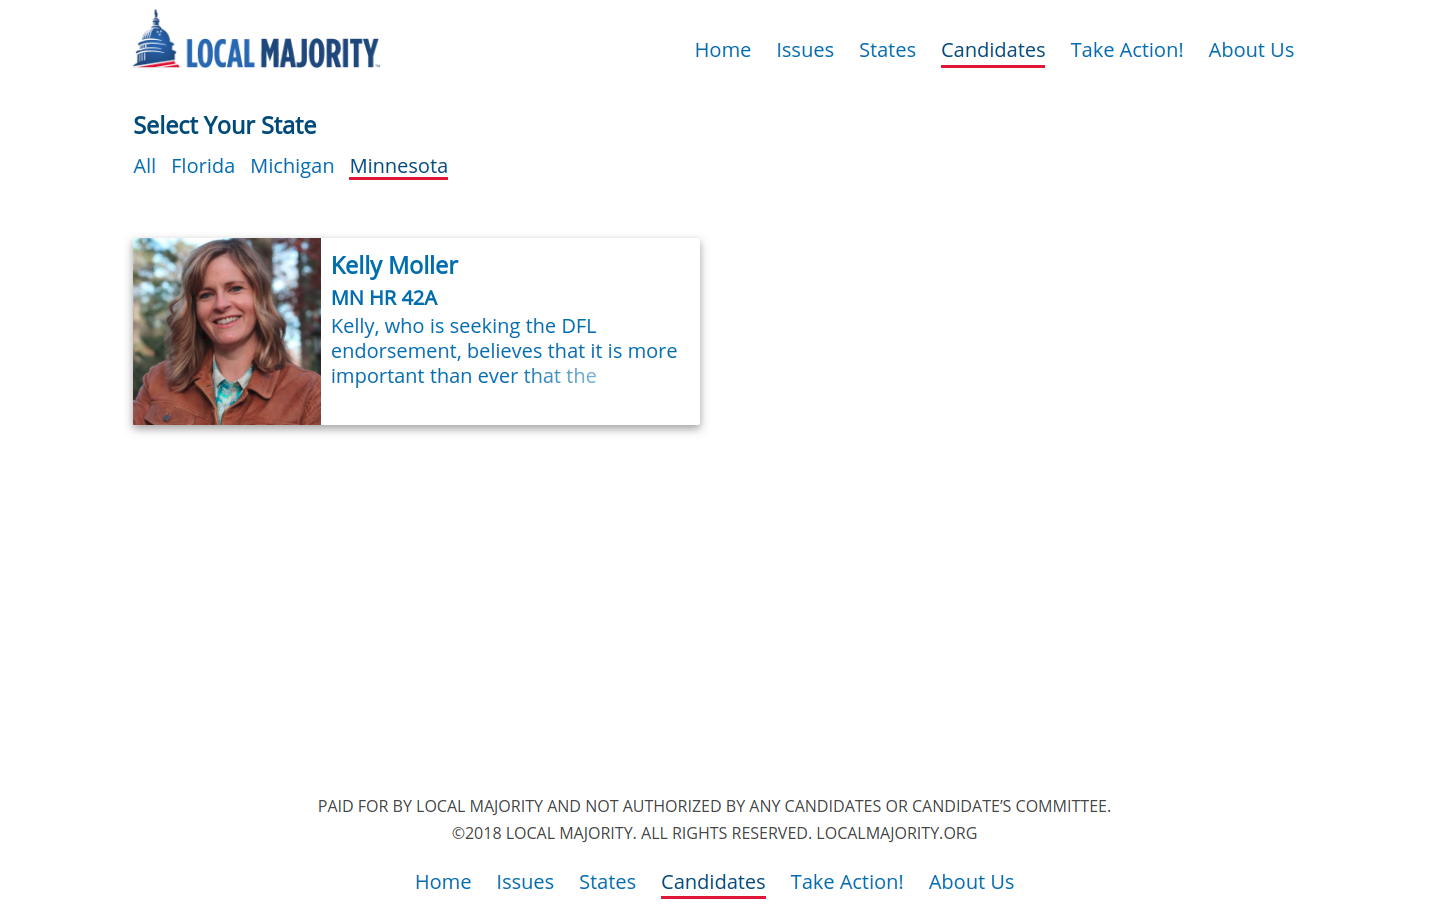 LOCAL MAJORITY
Home Issues States Candidates Take Action! About Us
Select Your State
All Florida Michigan Minnesota
Kelly Moller
MN HR 42A
Kelly, who is seeking the DFL
endorsement, believes that it is more
important than ever that the
PAID FOR BY LOCAL MAJORITY AND NOT AUTHORIZED BY ANY CANDIDATES OR CANDIDATE’S COMMITTEE.
©2018 LOCAL MAJORITY. ALL RIGHTS RESERVED. LOCALMAJORITY.ORG
Home Issues States Candidates Take Action! About Us